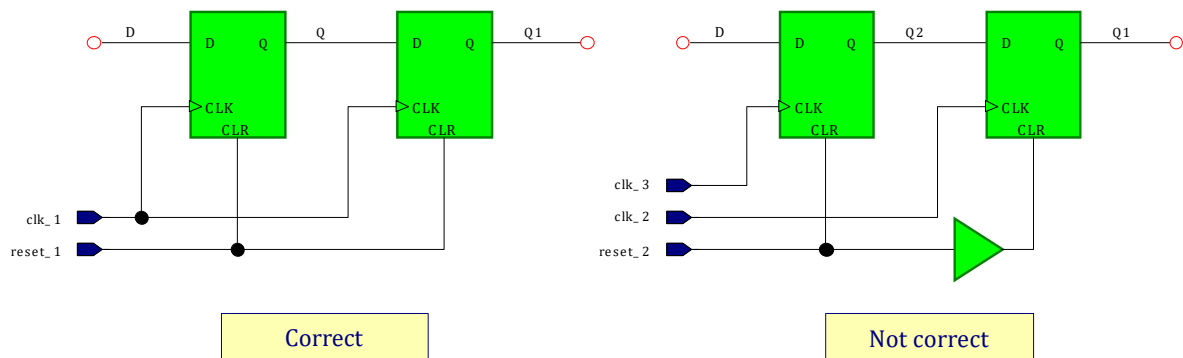 D
D
Q
Q
D
Q
Q1
CLK
CLR
CLK
CLR
clk_1
reset_1
Correct
D
D
Q
Q2
D
Q
Q1
CLK
CLR
CLK
CLR
clk_3
clk_2
reset_2
Not correct